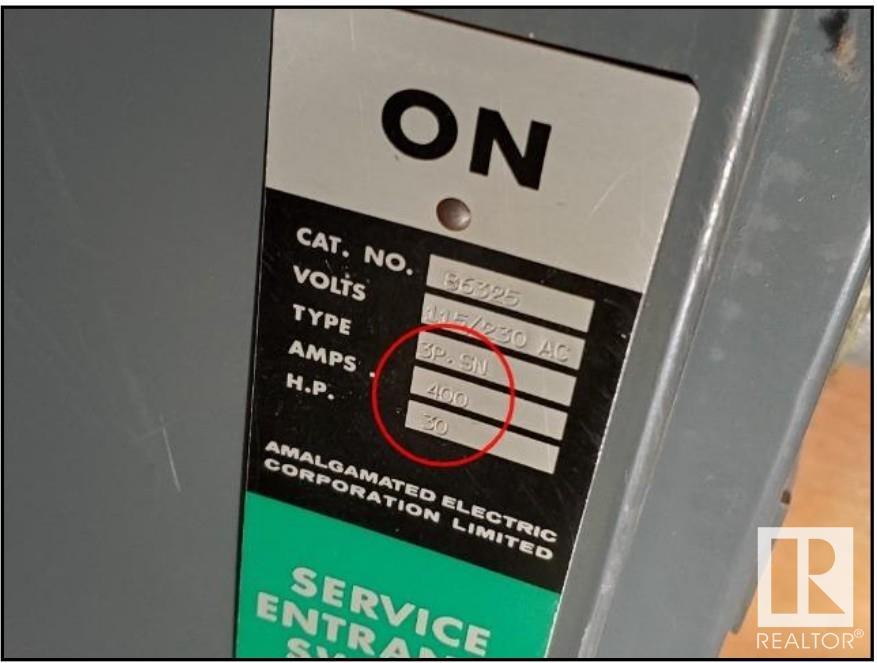 ON
CAT. NO. 86325
VOLTS 115/230 AC
TYPE 3P. SN
AMPS. 400
H.P. 30
AMALGAMATED ELECTRIC
CORPORATION LIMITED
SERVICE
REALTOR®